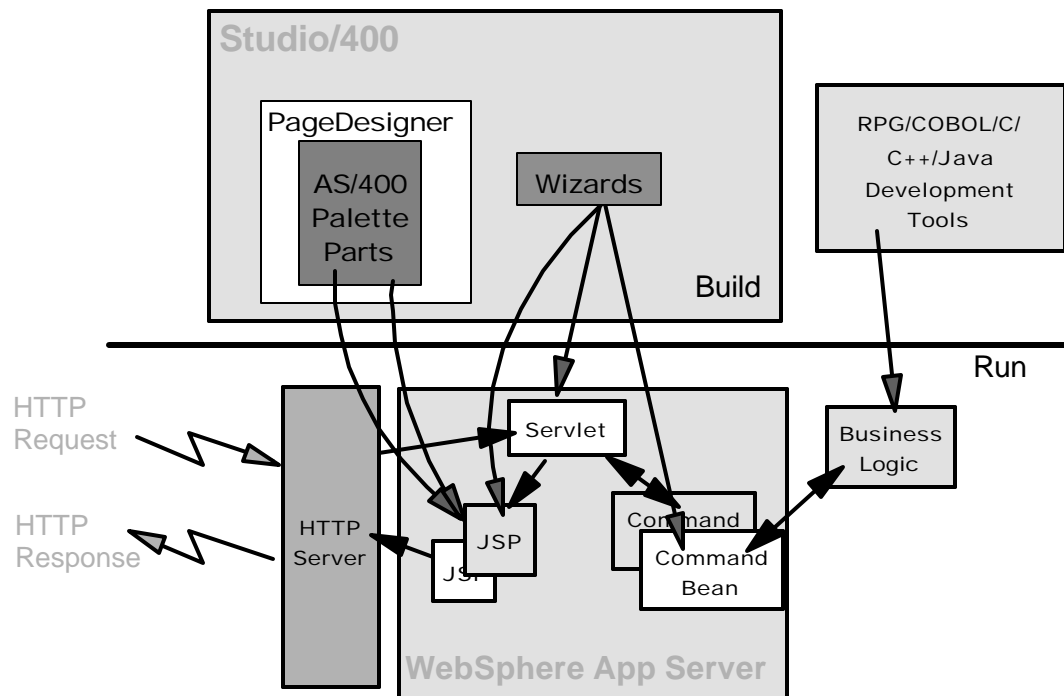 Studio/400
PageDesigner
AS/400
Palette
Parts
Wizards
Build
RPG/COBOL/C/
C++/Java
Development
Tools
Run
HTTP
Request
HTTP
Response
HTTP
Server
Servlet
JSP
JSP
Command
Command
Bean
Business
Logic
WebSphere App Server